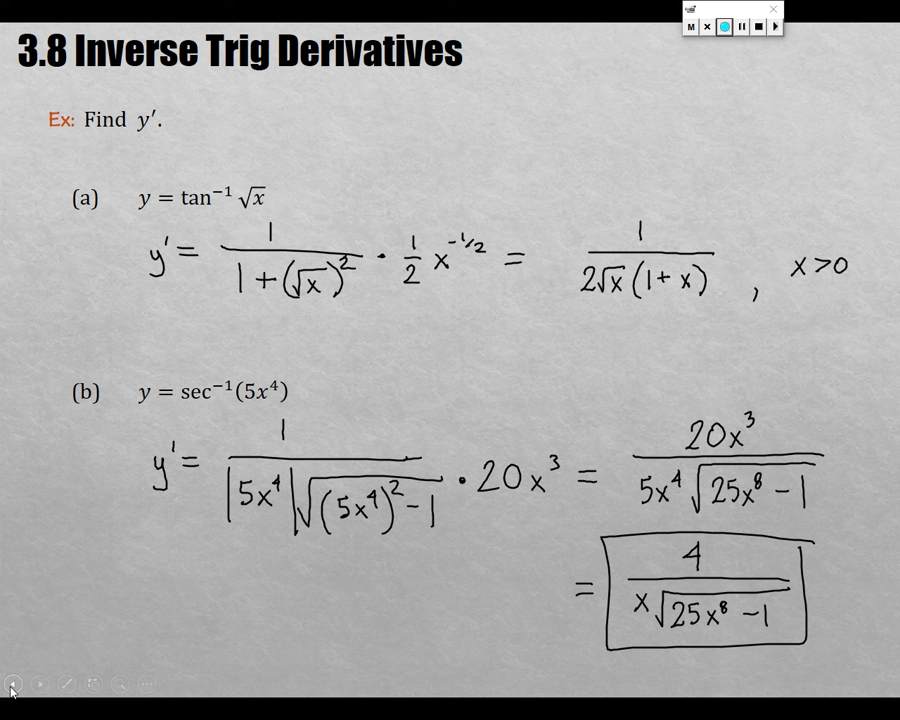 M
3.8 Inverse Trig Derivatives
Ex: Find y′.
(a) y = tan⁻¹ √x
y' = 1 / (1 + (√x)²) · 1/2 x^(-1/2) = 1 / (2√x (1 + x)) , x > 0
(b) y = sec⁻¹(5x⁴)
y' = 1 / (|5x⁴| √((5x⁴)² − 1)) · 20x³ = 20x³ / (5x⁴ √(25x⁸ − 1))
= 4 / (x √(25x⁸ − 1))